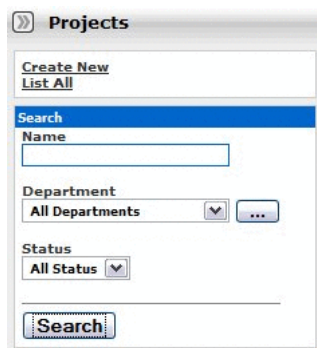 Projects
Create New
List All
Search
Name
Department
All Departments
...
Status
All Status
Search